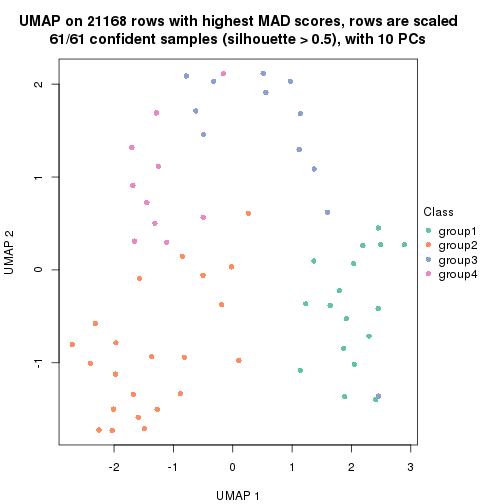 UMAP on 21168 rows with highest MAD scores, rows are scaled
61/61 confident samples (silhouette > 0.5), with 10 PCs
2
1
0
-1
UMAP 2
-2
-1
0
1
2
3
UMAP 1
Class
group1
group2
group3
group4